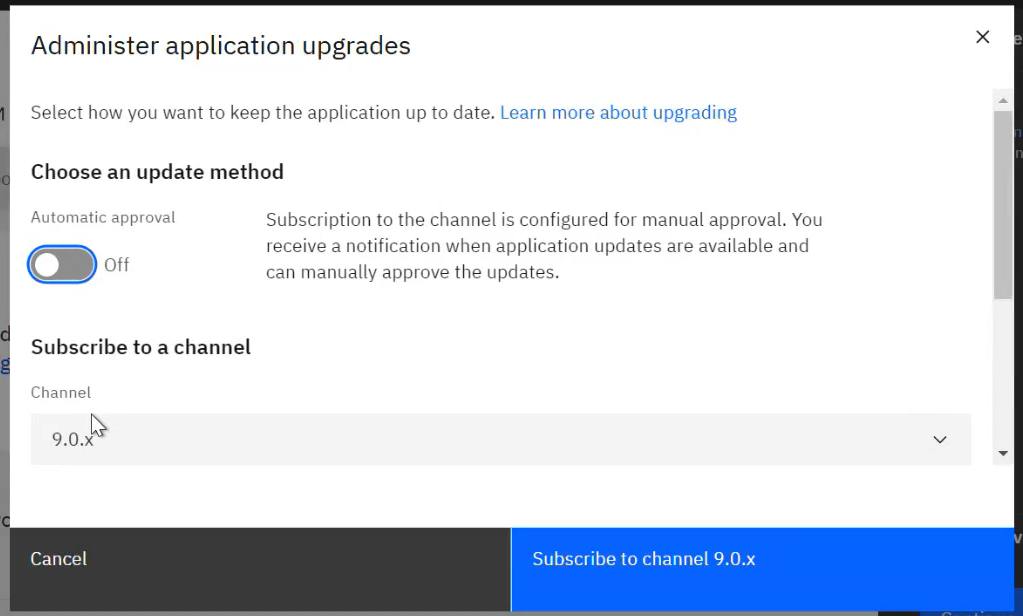 Administer application upgrades
Select how you want to keep the application up to date. Learn more about upgrading
Choose an update method
Automatic approval
Off
Subscription to the channel is configured for manual approval. You
receive a notification when application updates are available and
can manually approve the updates.
Subscribe to a channel
Channel
9.0.x
Cancel
Subscribe to channel 9.0.x